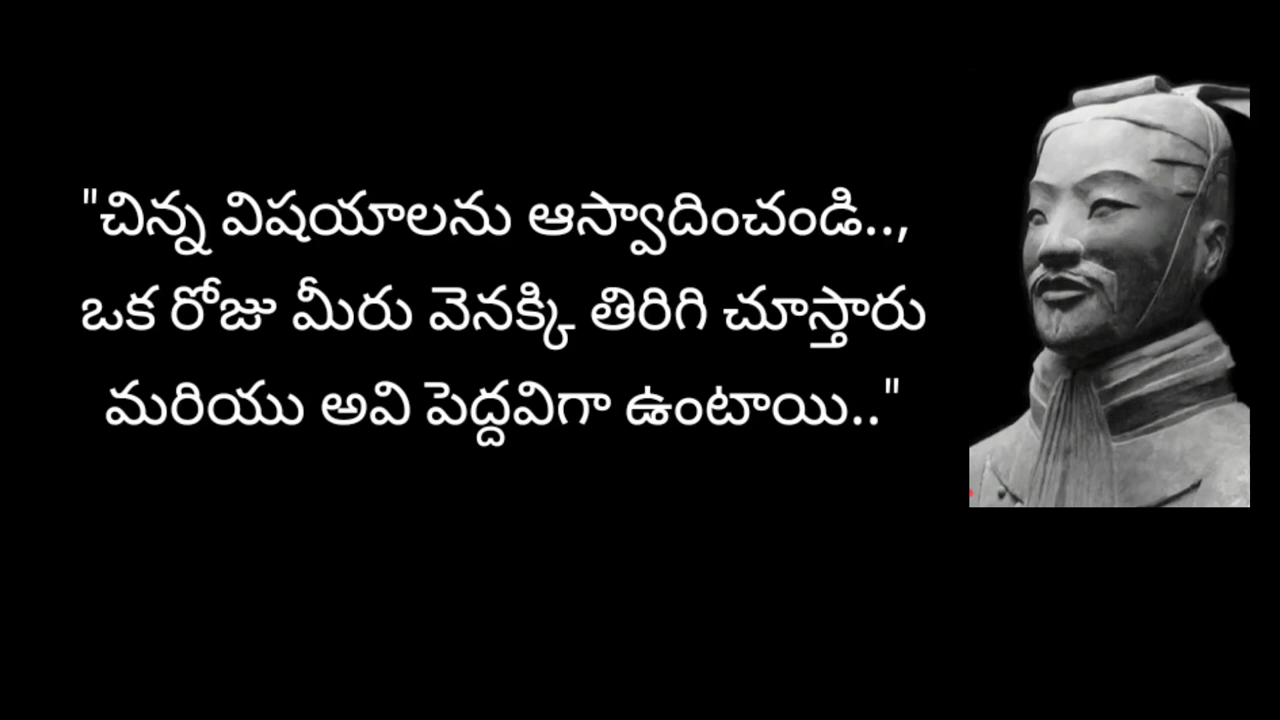 "చిన్న విషయాలను ఆస్వాదించండి..,
ఒక రోజు మీరు వెనక్కి తిరిగి చూస్తారు
మరియు అవి పెద్దవిగా ఉంటాయి.."